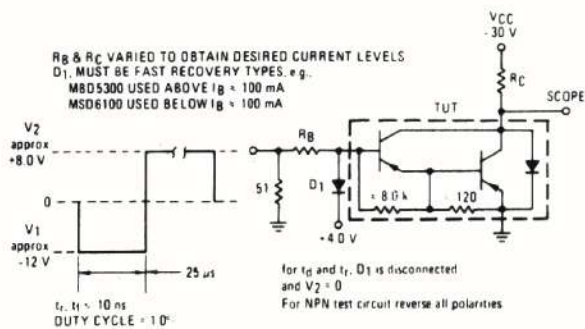 RB & RC VARIED TO OBTAIN DESIRED CURRENT LEVELS
D1, MUST BE FAST RECOVERY TYPES, e.g.,
MBD5300 USED ABOVE IB ≈ 100 mA
MSD6100 USED BELOW IB ≈ 100 mA
VCC
-30 V
RC
SCOPE
TUT
V2
approx
+8.0 V
0
V1
approx
-12 V
RB
51
D1
+4.0 V
≈ 8.0 k
120
25 µs
tr, tf ≈ 10 ns
DUTY CYCLE = 1.0%
for td and tr, D1 is disconnected
and V2 = 0
For NPN test circuit reverse all polarities